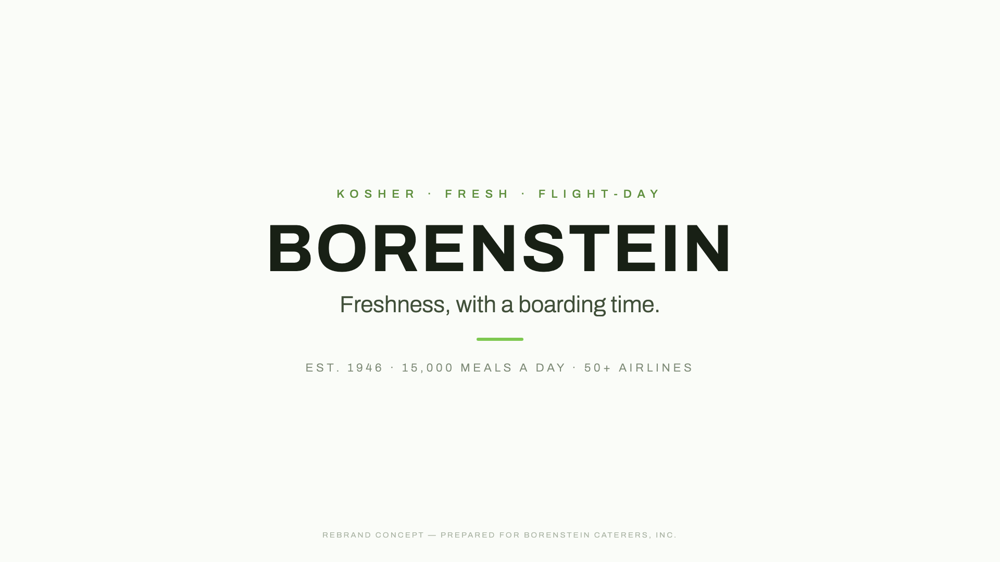 KOSHER · FRESH · FLIGHT-DAY
BORENSTEIN
Freshness, with a boarding time.
EST. 1946 · 15,000 MEALS A DAY · 50+ AIRLINES
REBRAND CONCEPT — PREPARED FOR BORENSTEIN CATERERS, INC.